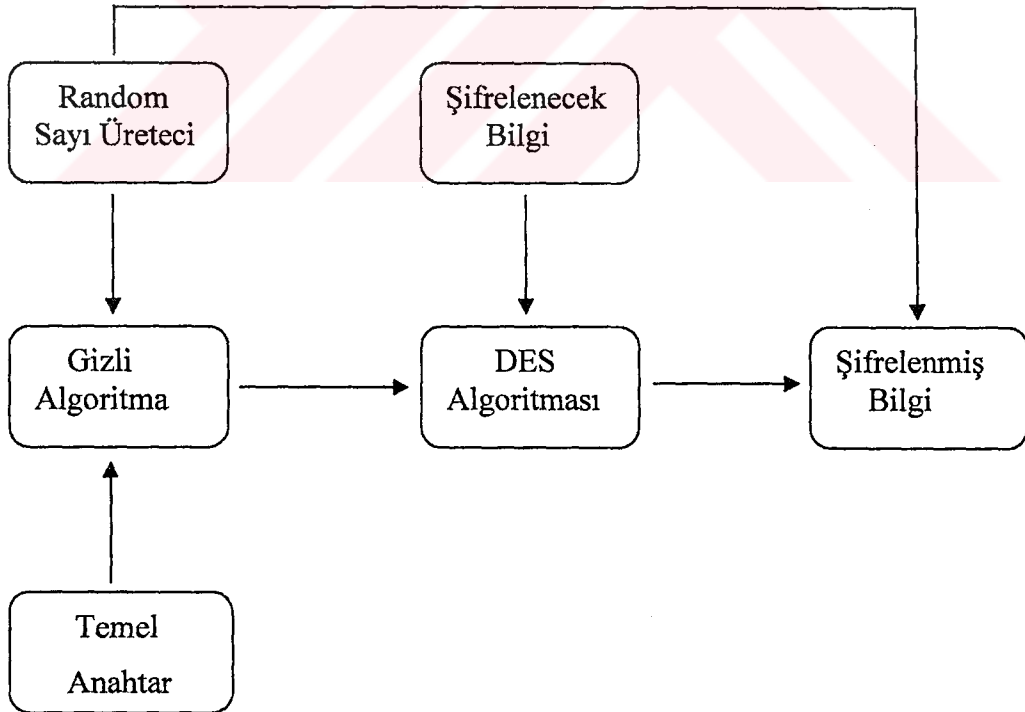 Random
Sayı Üreteci
Şifrelenecek
Bilgi
Gizli
Algoritma
DES
Algoritması
Şifrelenmiş
Bilgi
Temel
Anahtar